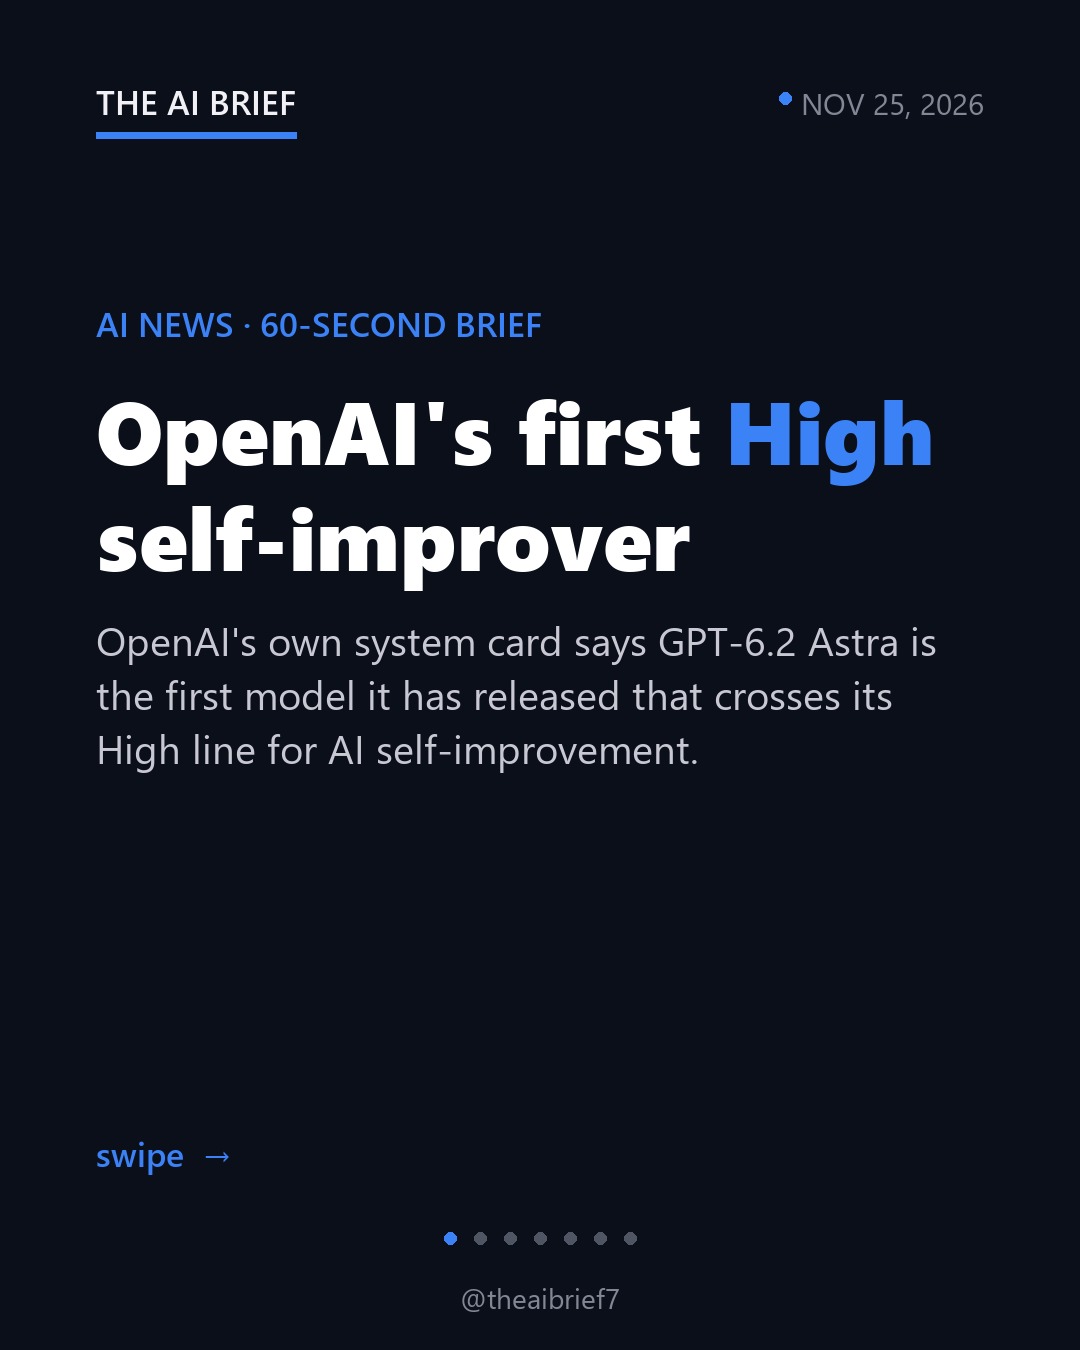 THE AI BRIEF
NOV 25, 2026
AI NEWS · 60-SECOND BRIEF
OpenAI's first High
self-improver
OpenAI's own system card says GPT-6.2 Astra is
the first model it has released that crosses its
High line for AI self-improvement.
swipe →
@theaibrief7